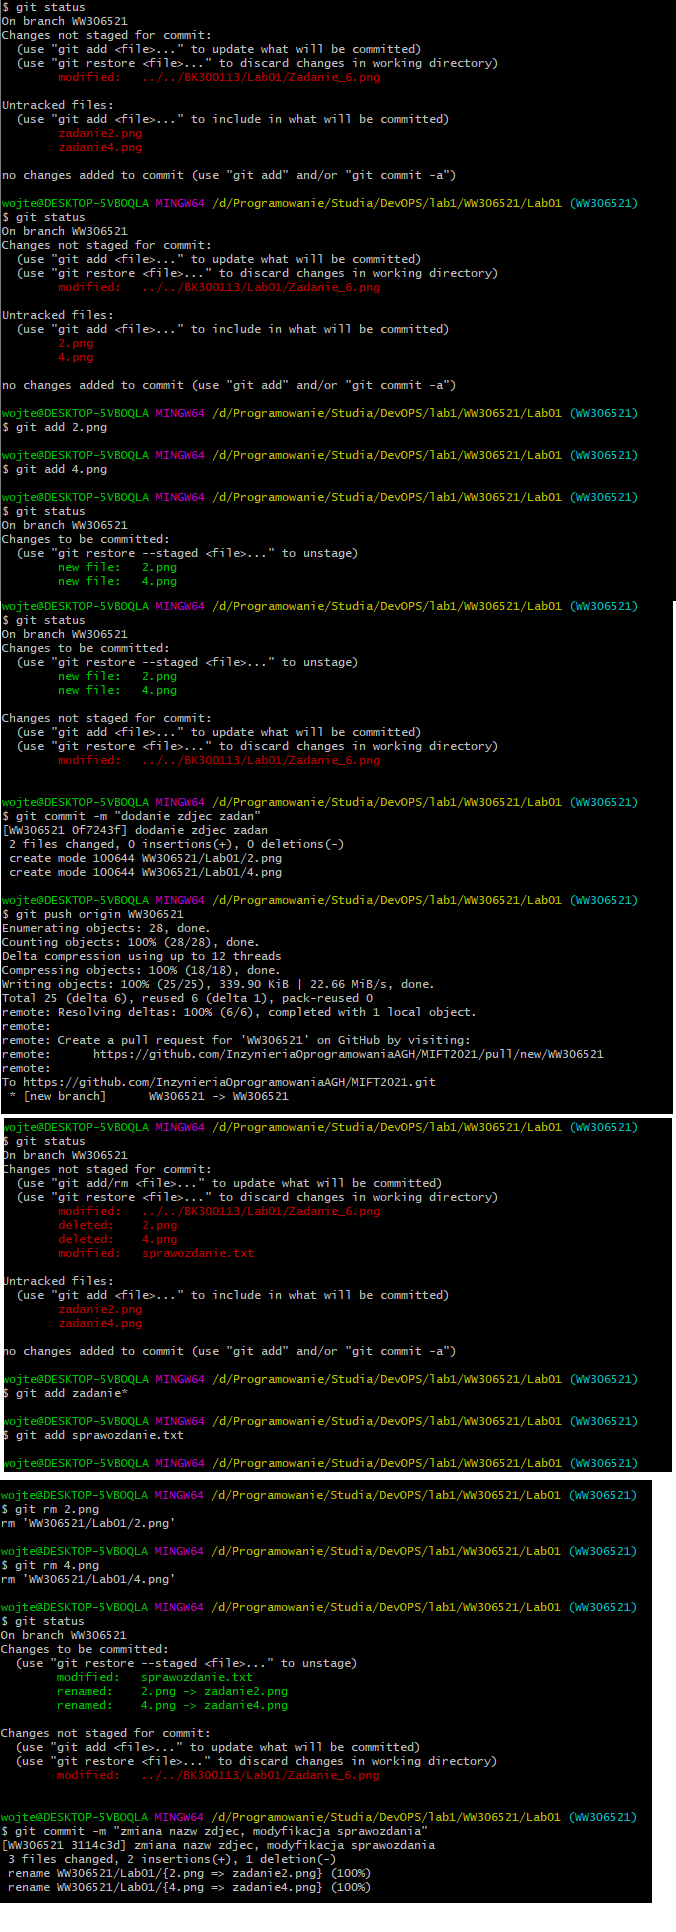 $ git status
On branch WW306521
Changes not staged for commit:
  (use "git add <file>..." to update what will be committed)
  (use "git restore <file>..." to discard changes in working directory)
        modified:   ../../BK300113/Lab01/Zadanie_6.png

Untracked files:
  (use "git add <file>..." to include in what will be committed)
        zadanie2.png
        zadanie4.png

no changes added to commit (use "git add" and/or "git commit -a")

wojte@DESKTOP-5VBOQLA MINGW64 /d/Programowanie/Studia/DevOPS/lab1/WW306521/Lab01 (WW306521)
$ git status
On branch WW306521
Changes not staged for commit:
  (use "git add <file>..." to update what will be committed)
  (use "git restore <file>..." to discard changes in working directory)
        modified:   ../../BK300113/Lab01/Zadanie_6.png

Untracked files:
  (use "git add <file>..." to include in what will be committed)
        2.png
        4.png

no changes added to commit (use "git add" and/or "git commit -a")

wojte@DESKTOP-5VBOQLA MINGW64 /d/Programowanie/Studia/DevOPS/lab1/WW306521/Lab01 (WW306521)
$ git add 2.png

wojte@DESKTOP-5VBOQLA MINGW64 /d/Programowanie/Studia/DevOPS/lab1/WW306521/Lab01 (WW306521)
$ git add 4.png

wojte@DESKTOP-5VBOQLA MINGW64 /d/Programowanie/Studia/DevOPS/lab1/WW306521/Lab01 (WW306521)
$ git status
On branch WW306521
Changes to be committed:
  (use "git restore --staged <file>..." to unstage)
        new file:   2.png
        new file:   4.png
wojte@DESKTOP-5VBOQLA MINGW64 /d/Programowanie/Studia/DevOPS/lab1/WW306521/Lab01 (WW306521)
$ git status
On branch WW306521
Changes to be committed:
  (use "git restore --staged <file>..." to unstage)
        new file:   2.png
        new file:   4.png

Changes not staged for commit:
  (use "git add <file>..." to update what will be committed)
  (use "git restore <file>..." to discard changes in working directory)
        modified:   ../../BK300113/Lab01/Zadanie_6.png

wojte@DESKTOP-5VBOQLA MINGW64 /d/Programowanie/Studia/DevOPS/lab1/WW306521/Lab01 (WW306521)
$ git commit -m "dodanie zdjec zadan"
[WW306521 0f7243f] dodanie zdjec zadan
 2 files changed, 0 insertions(+), 0 deletions(-)
 create mode 100644 WW306521/Lab01/2.png
 create mode 100644 WW306521/Lab01/4.png

wojte@DESKTOP-5VBOQLA MINGW64 /d/Programowanie/Studia/DevOPS/lab1/WW306521/Lab01 (WW306521)
$ git push origin WW306521
Enumerating objects: 28, done.
Counting objects: 100% (28/28), done.
Delta compression using up to 12 threads
Compressing objects: 100% (18/18), done.
Writing objects: 100% (25/25), 339.90 KiB | 22.66 MiB/s, done.
Total 25 (delta 6), reused 6 (delta 1), pack-reused 0
remote: Resolving deltas: 100% (6/6), completed with 1 local object.
remote:
remote: Create a pull request for 'WW306521' on GitHub by visiting:
remote:      https://github.com/InzynieriaOprogramowaniaAGH/MIFT2021/pull/new/WW306521
remote:
To https://github.com/InzynieriaOprogramowaniaAGH/MIFT2021.git
 * [new branch]      WW306521 -> WW306521
wojte@DESKTOP-5VBOQLA MINGW64 /d/Programowanie/Studia/DevOPS/lab1/WW306521/Lab01 (WW306521)
$ git status
On branch WW306521
Changes not staged for commit:
  (use "git add/rm <file>..." to update what will be committed)
  (use "git restore <file>..." to discard changes in working directory)
        modified:   ../../BK300113/Lab01/Zadanie_6.png
        deleted:    2.png
        deleted:    4.png
        modified:   sprawozdanie.txt

Untracked files:
  (use "git add <file>..." to include in what will be committed)
        zadanie2.png
        zadanie4.png

no changes added to commit (use "git add" and/or "git commit -a")

wojte@DESKTOP-5VBOQLA MINGW64 /d/Programowanie/Studia/DevOPS/lab1/WW306521/Lab01 (WW306521)
$ git add zadanie*

wojte@DESKTOP-5VBOQLA MINGW64 /d/Programowanie/Studia/DevOPS/lab1/WW306521/Lab01 (WW306521)
$ git add sprawozdanie.txt

wojte@DESKTOP-5VBOQLA MINGW64 /d/Programowanie/Studia/DevOPS/lab1/WW306521/Lab01 (WW306521)
wojte@DESKTOP-5VBOQLA MINGW64 /d/Programowanie/Studia/DevOPS/lab1/WW306521/Lab01 (WW306521)
$ git rm 2.png
rm 'WW306521/Lab01/2.png'

wojte@DESKTOP-5VBOQLA MINGW64 /d/Programowanie/Studia/DevOPS/lab1/WW306521/Lab01 (WW306521)
$ git rm 4.png
rm 'WW306521/Lab01/4.png'

wojte@DESKTOP-5VBOQLA MINGW64 /d/Programowanie/Studia/DevOPS/lab1/WW306521/Lab01 (WW306521)
$ git status
On branch WW306521
Changes to be committed:
  (use "git restore --staged <file>..." to unstage)
        modified:   sprawozdanie.txt
        renamed:    2.png -> zadanie2.png
        renamed:    4.png -> zadanie4.png

Changes not staged for commit:
  (use "git add <file>..." to update what will be committed)
  (use "git restore <file>..." to discard changes in working directory)
        modified:   ../../BK300113/Lab01/Zadanie_6.png

wojte@DESKTOP-5VBOQLA MINGW64 /d/Programowanie/Studia/DevOPS/lab1/WW306521/Lab01 (WW306521)
$ git commit -m "zmiana nazw zdjec, modyfikacja sprawozdania"
[WW306521 3114c3d] zmiana nazw zdjec, modyfikacja sprawozdania
 3 files changed, 2 insertions(+), 1 deletion(-)
 rename WW306521/Lab01/{2.png => zadanie2.png} (100%)
 rename WW306521/Lab01/{4.png => zadanie4.png} (100%)